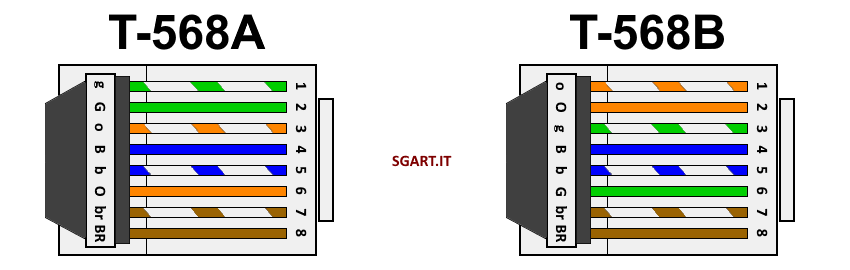 T-568A
T-568B
g 1
G 2
o 3
B 4
b 5
O 6
br 7
BR 8
SGART.IT
o 1
O 2
g 3
B 4
b 5
G 6
br 7
BR 8